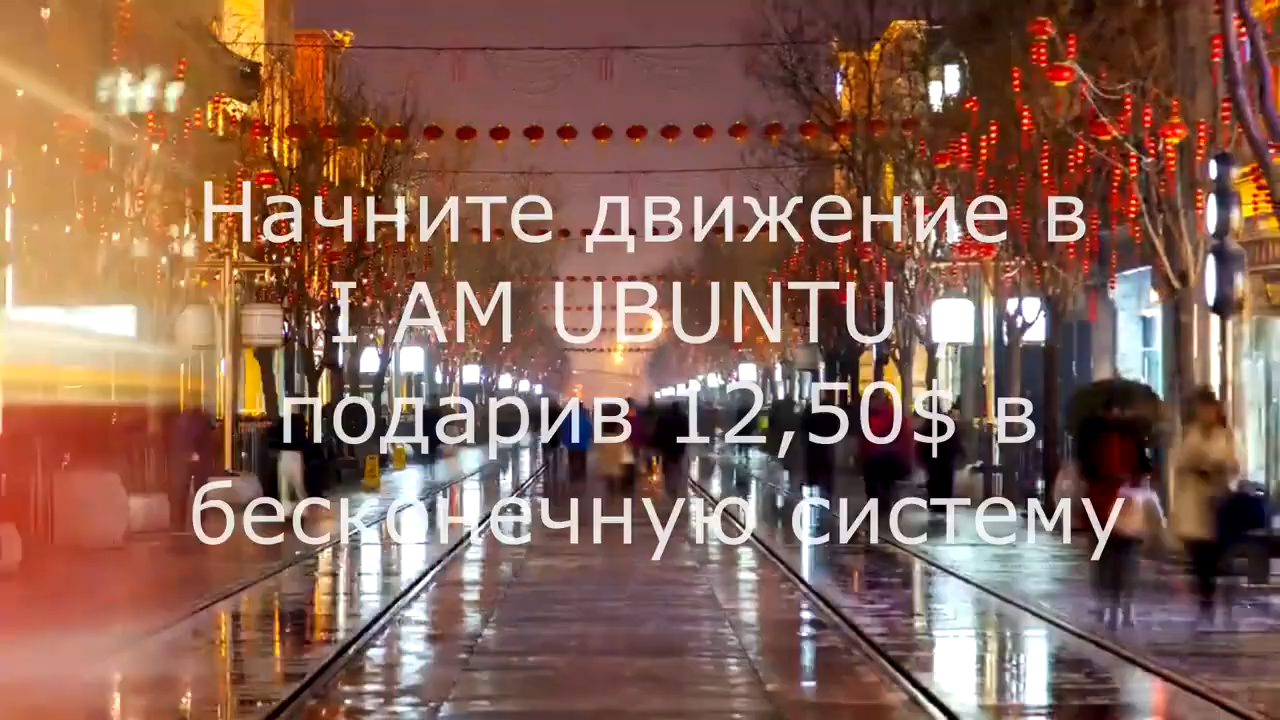 Начните движение в
I AM UBUNTU ,
подарив 12,50$ в
бесконечную систему